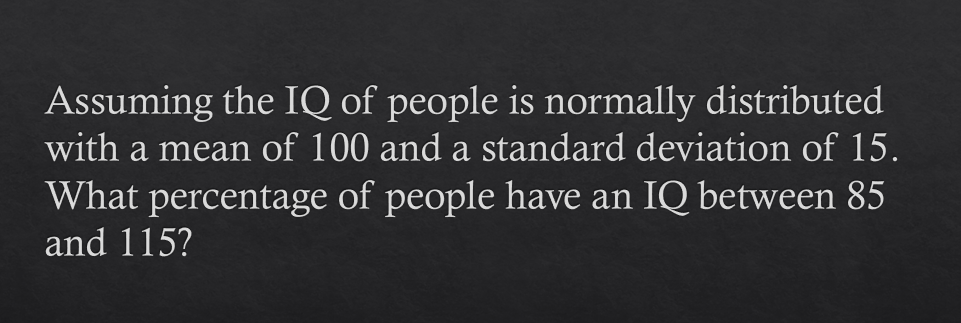 Assuming the IQ of people is normally distributed
with a mean of 100 and a standard deviation of 15.
What percentage of people have an IQ between 85
and 115?